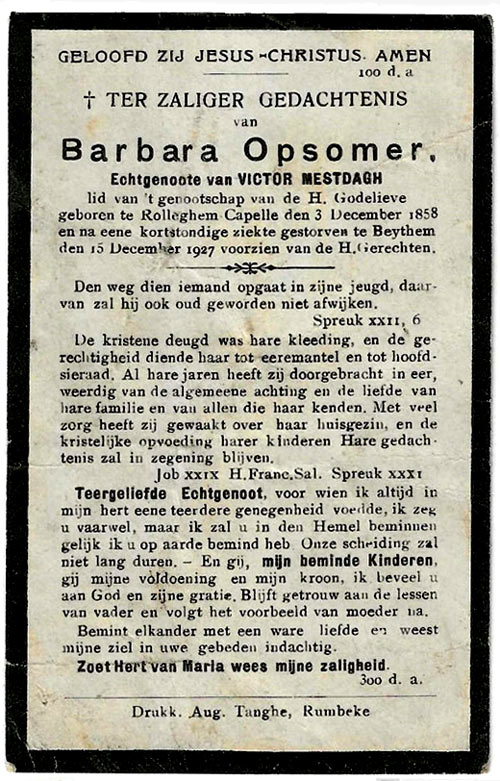 GELOOFD ZIJ JESUS-CHRISTUS. AMEN
100 d. a
† TER ZALIGER GEDACHTENIS
van
Barbara Opsomer,
Echtgenoote van VICTOR MESTDAGH
lid van 't genootschap van de H. Godelieve
geboren te Rolleghem Capelle den 3 December 1858
en na eene kortstondige ziekte gestorven te Beythem
den 15 December 1927 voorzien van de H. Gerechten.
Den weg dien iemand opgaat in zijne jeugd, daar-
van zal hij ook oud geworden niet afwijken.
Spreuk XXII, 6
De kristene deugd was hare kleeding, en de ge-
rechtigheid diende haar tot eeremantel en tot hoofd-
sieraad. Al hare jaren heeft zij doorgebracht in eer,
weerdig van de algemeene achting en de liefde van
hare familie en van allen die haar kenden. Met veel
zorg heeft zij gewaakt over haar huisgezin, en de
kristelijke opvoeding harer kinderen Hare gedach-
tenis zal in zegening blijven.
Job XXIX H. Franc. Sal. Spreuk XXXI
Teergeliefde Echtgenoot, voor wien ik altijd in
mijn hert eene teerdere genegenheid voedde, ik zeg
u vaarwel, maar ik zal u in den Hemel beminnen
gelijk ik u op aarde bemind heb. Onze scheiding zal
niet lang duren. - En gij, mijn beminde Kinderen,
gij mijne voldoening en mijn kroon, ik beveel u
aan God en zijne gratie. Blijft getrouw aan de lessen
van vader en volgt het voorbeeld van moeder na.
Bemint elkander met een ware liefde en weest
mijne ziel in uwe gebeden indachtig.
Zoet Hert van Maria wees mijne zaligheid.
300 d. a.
Drukk. Aug. Tanghe, Rumbeke